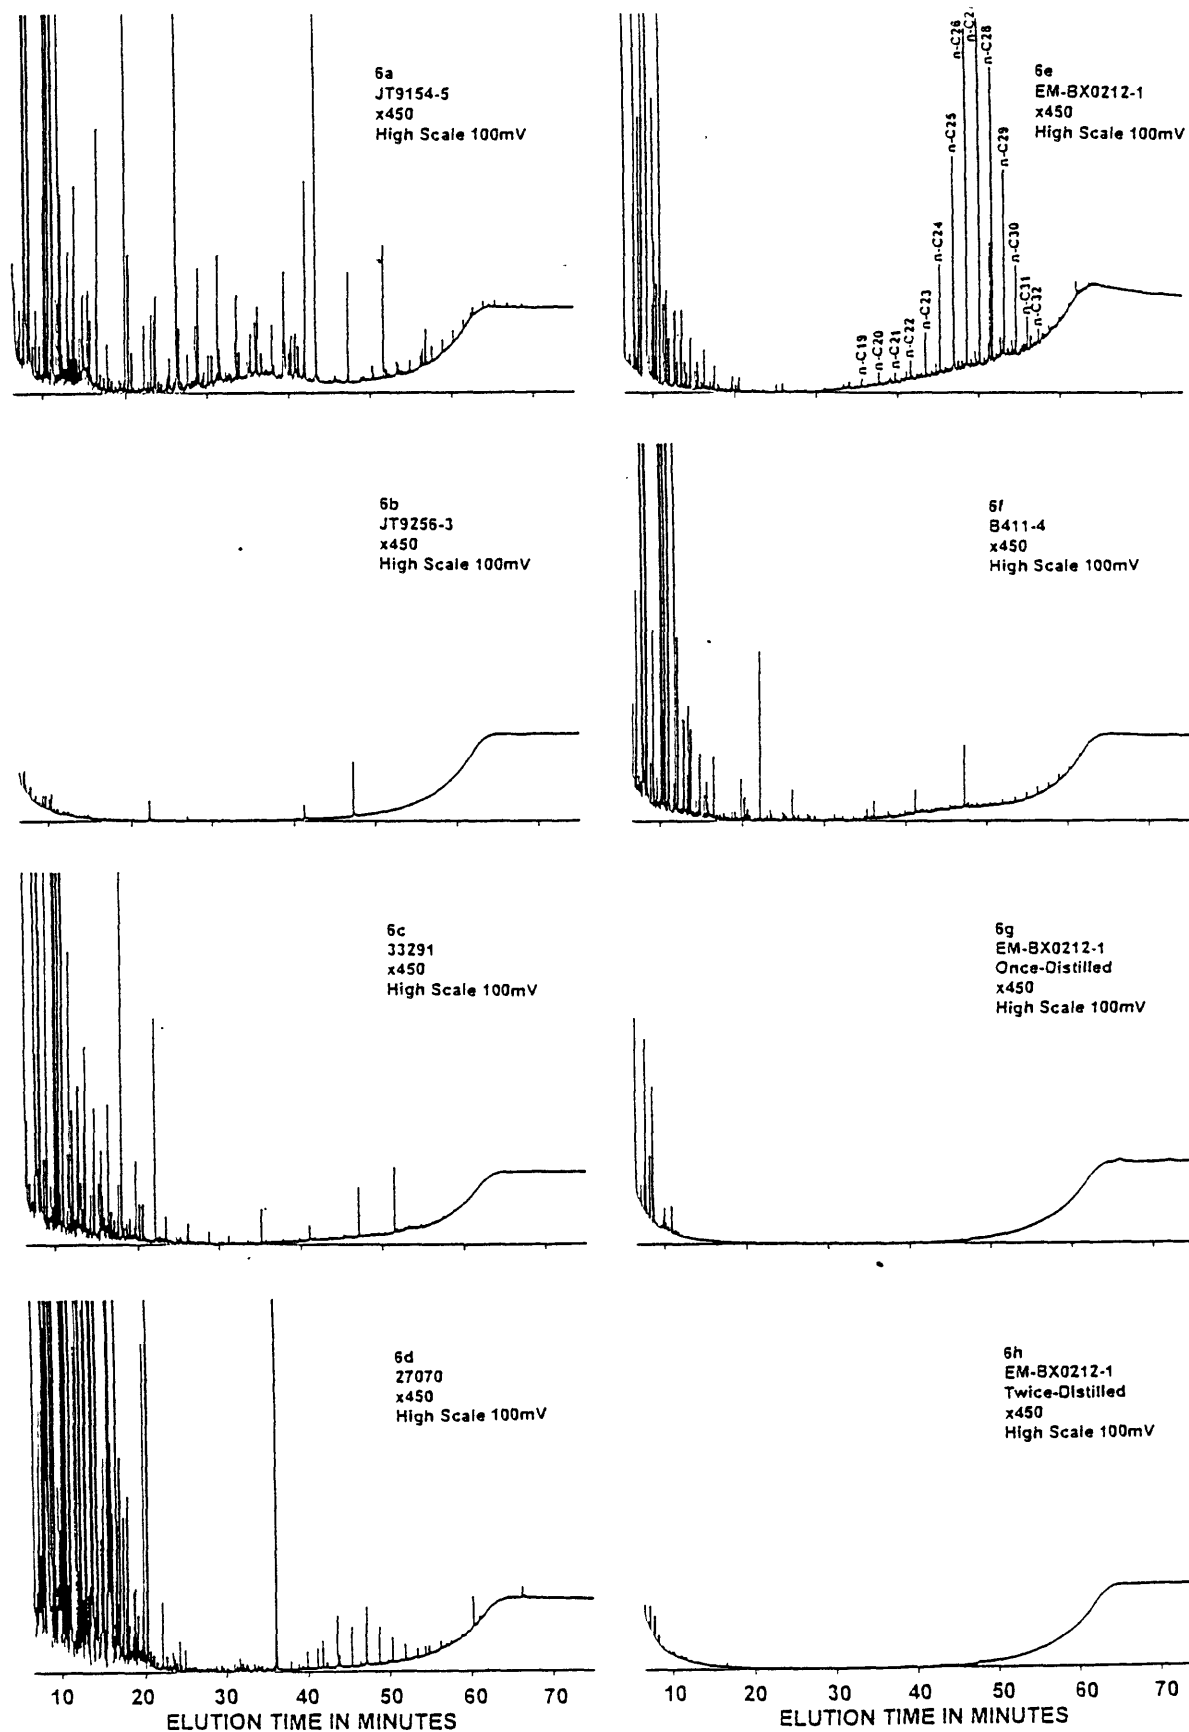 6a
JT9154-5
x450
High Scale 100mV
6b
JT9256-3
x450
High Scale 100mV
6c
33291
x450
High Scale 100mV
6d
27070
x450
High Scale 100mV
10 20 30 40 50 60 70
ELUTION TIME IN MINUTES
n-C19
n-C20
n-C21
n-C22
n-C23
n-C24
n-C25
n-C26
n-C2
n-C28
n-C29
n-C30
n-C31
n-C32
6e
EM-BX0212-1
x450
High Scale 100mV
6f
B411-4
x450
High Scale 100mV
6g
EM-BX0212-1
Once-Distilled
x450
High Scale 100mV
6h
EM-BX0212-1
Twice-Distilled
x450
High Scale 100mV
10 20 30 40 50 60 70
ELUTION TIME IN MINUTES